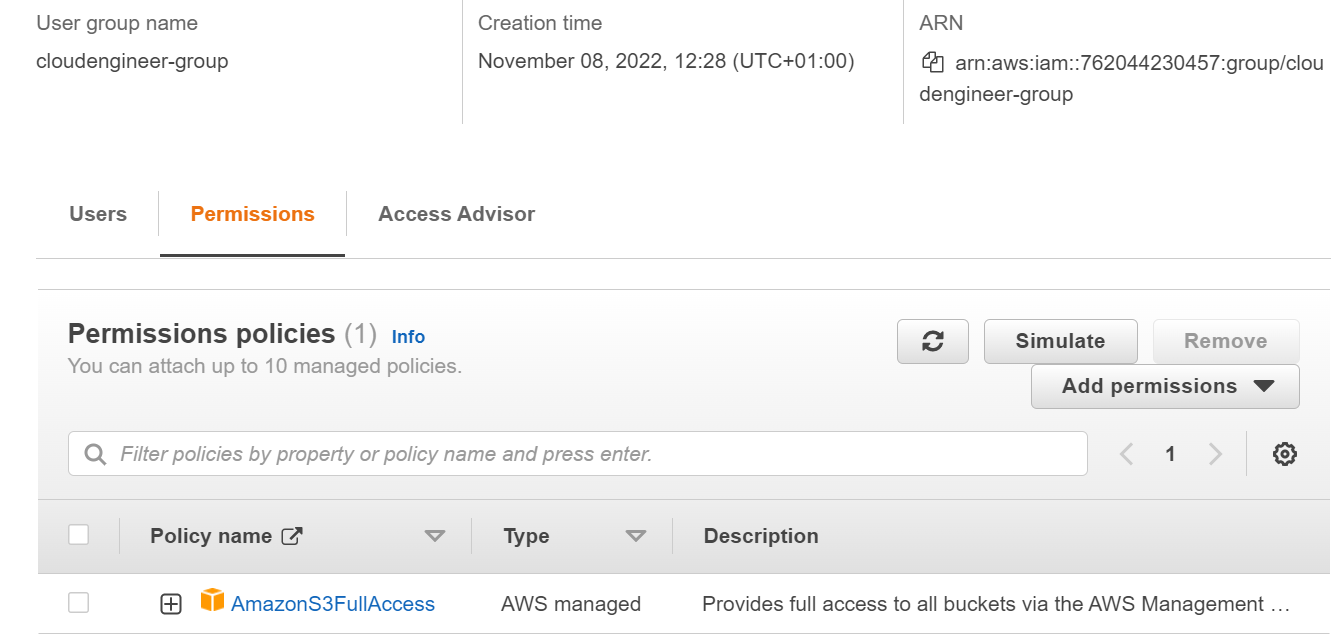 User group name
cloudengineer-group
Creation time
November 08, 2022, 12:28 (UTC+01:00)
ARN
arn:aws:iam::762044230457:group/clou
dengineer-group
Users
Permissions
Access Advisor
Permissions policies (1) Info
You can attach up to 10 managed policies.
Simulate
Remove
Add permissions
Filter policies by property or policy name and press enter.
1
Policy name
Type
Description
AmazonS3FullAccess
AWS managed
Provides full access to all buckets via the AWS Management …